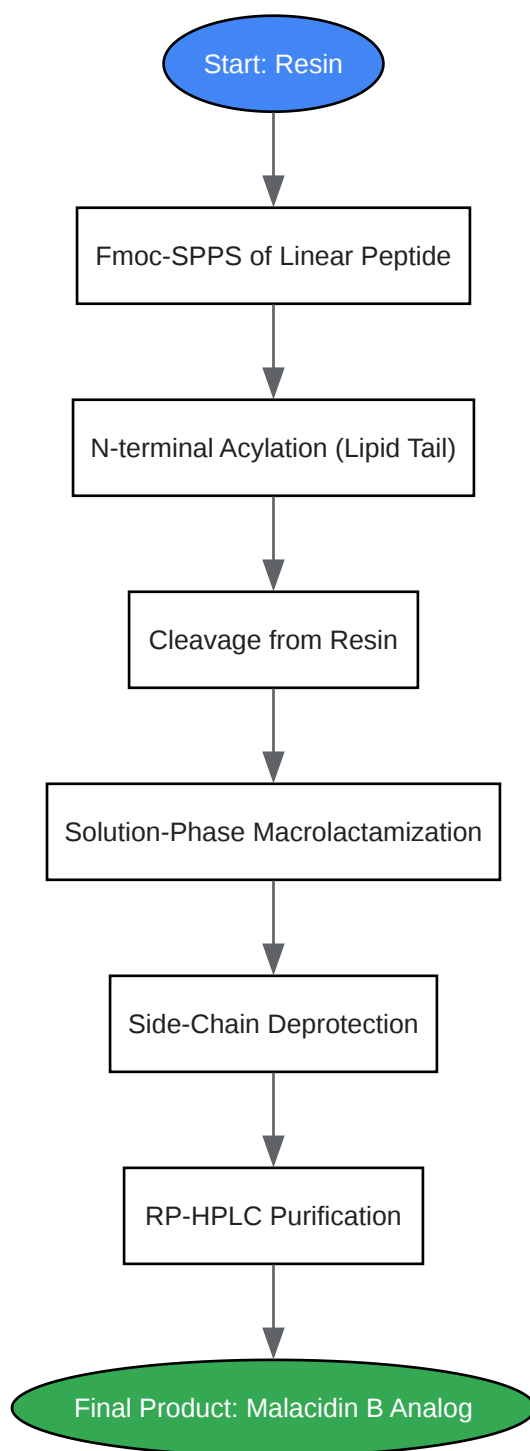 Start: Resin
Fmoc-SPPS of Linear Peptide
N-terminal Acylation (Lipid Tail)
Cleavage from Resin
Solution-Phase Macrolactamization
Side-Chain Deprotection
RP-HPLC Purification
Final Product: Malacidin B Analog